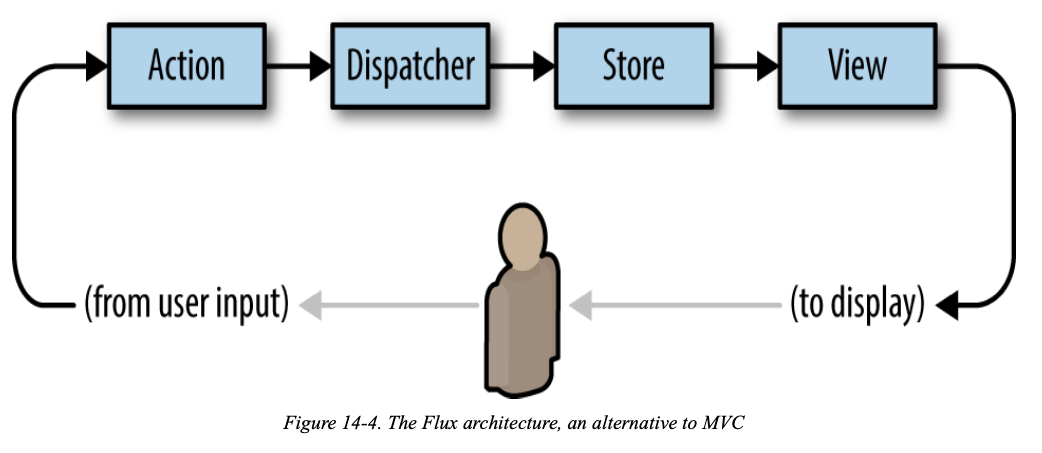 Action
Dispatcher
Store
View
(from user input)
(to display)
Figure 14-4. The Flux architecture, an alternative to MVC